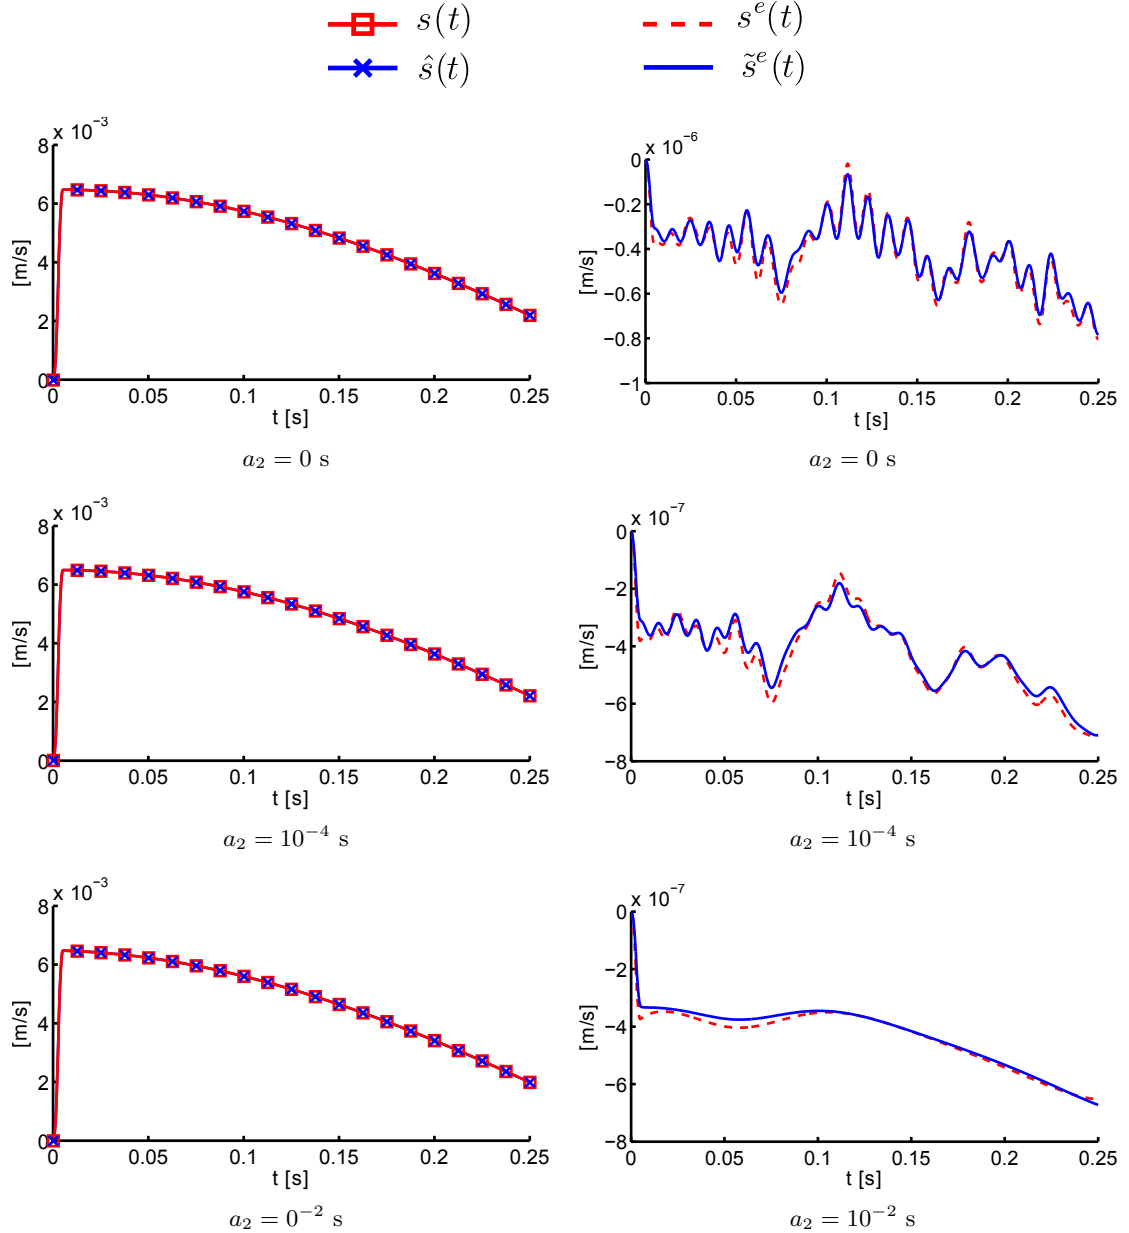 s(t) s^e(t)
ŝ(t) s̃^e(t)
x 10^−3
8
6
4
2
0
[m/s]
0 0.05 0.1 0.15 0.2 0.25
t [s]
a_2 = 0 s
x 10^−6
0
−0.2
−0.4
−0.6
−0.8
−1
[m/s]
0 0.05 0.1 0.15 0.2 0.25
t [s]
a_2 = 0 s
x 10^−3
8
6
4
2
0
[m/s]
0 0.05 0.1 0.15 0.2 0.25
t [s]
a_2 = 10^−4 s
x 10^−7
0
−2
−4
−6
−8
[m/s]
0 0.05 0.1 0.15 0.2 0.25
t [s]
a_2 = 10^−4 s
x 10^−3
8
6
4
2
0
[m/s]
0 0.05 0.1 0.15 0.2 0.25
t [s]
a_2 = 0^−2 s
x 10^−7
0
−2
−4
−6
−8
[m/s]
0 0.05 0.1 0.15 0.2 0.25
t [s]
a_2 = 10^−2 s